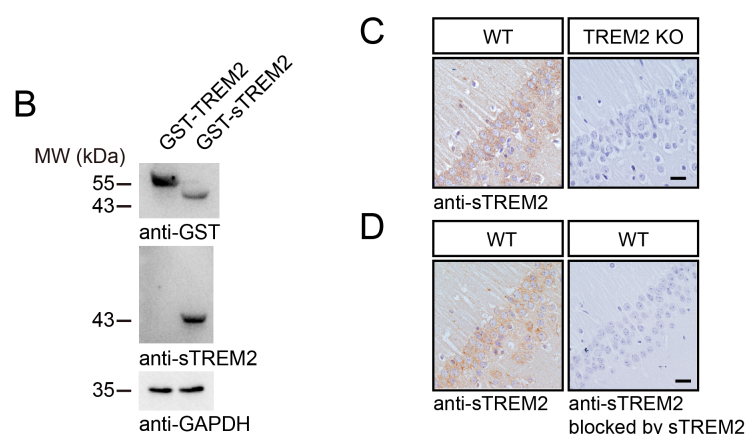 B
GST-TREM2
GST-sTREM2
MW (kDa)
55
43
anti-GST
43
anti-sTREM2
35
anti-GAPDH
C
WT
TREM2 KO
anti-sTREM2
D
WT
WT
anti-sTREM2
anti-sTREM2
blocked by sTREM2